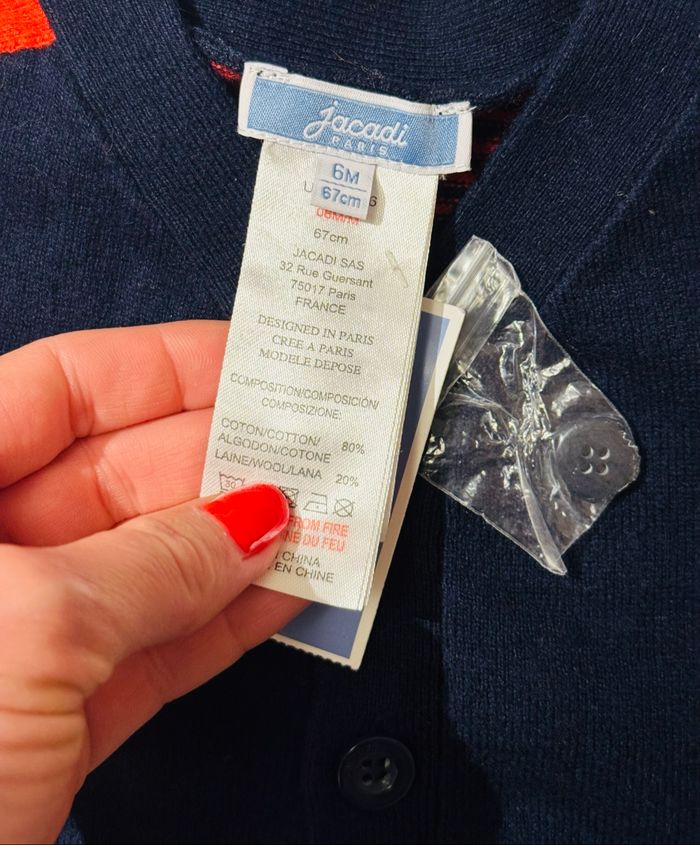 jacadi
PARIS
6M
67cm
06M/M
67cm
JACADI SAS
32 Rue Guersant
75017 Paris
FRANCE
DESIGNED IN PARIS
CREE A PARIS
MODELE DEPOSE
COMPOSITION/COMPOSICIÓN/
COMPOSIZIONE:
COTON/COTTON/ 80%
ALGODON/COTONE
LAINE/WOOL/LANA 20%
30
FROM FIRE
DU FEU
CHINA
EN CHINE